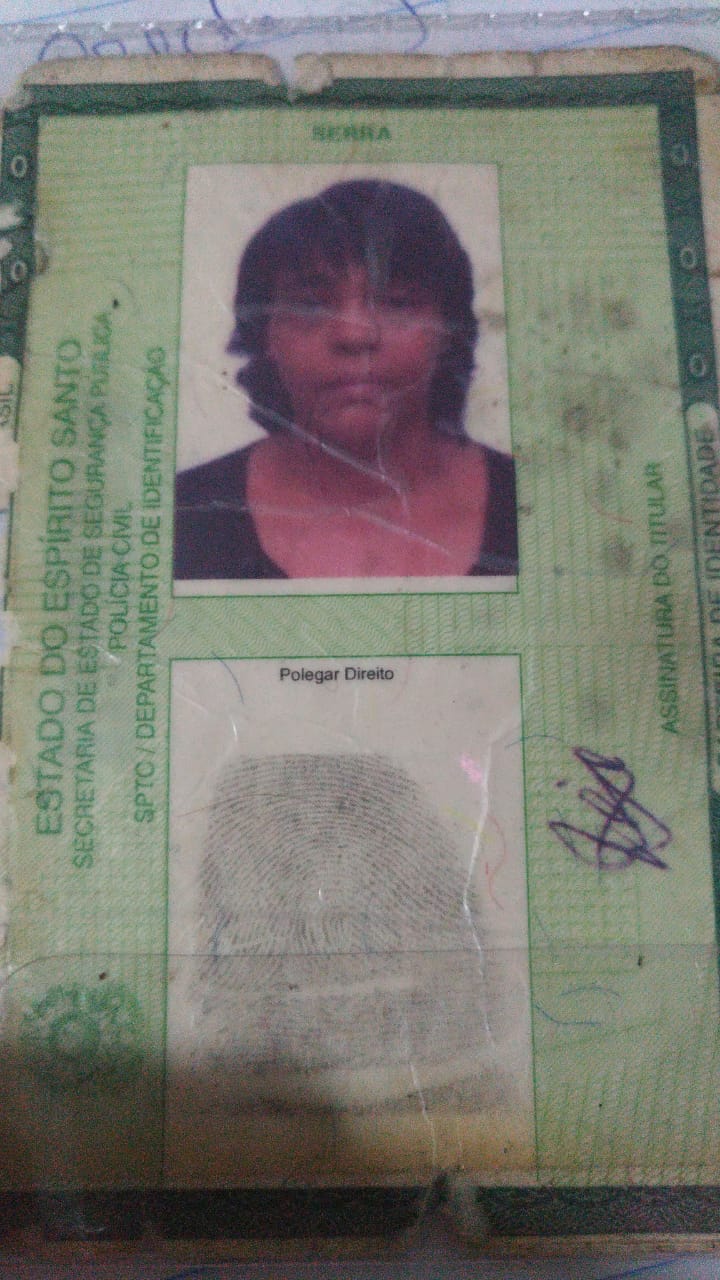 SERRA
ESTADO DO ESPÍRITO SANTO
SECRETARIA DE ESTADO DE SEGURANÇA PÚBLICA
POLÍCIA CIVIL
SPTC / DEPARTAMENTO DE IDENTIFICAÇÃO
Polegar Direito
ASSINATURA DO TITULAR
DE IDENTIDADE